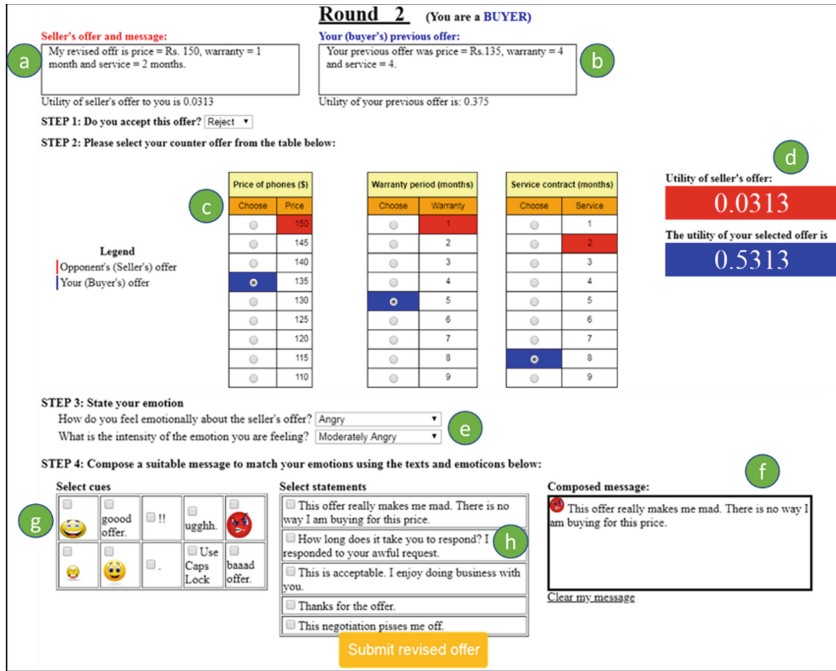 Round 2 (You are a BUYER)
Seller's offer and message:
a
My revised offr is price = Rs. 150, warranty = 1
month and service = 2 months.
Utility of seller's offer to you is 0.0313
Your (buyer's) previous offer:
Your previous offer was price = Rs.135, warranty = 4
and service = 4.
b
Utility of your previous offer is: 0.375
STEP 1: Do you accept this offer? Reject
STEP 2: Please select your counter offer from the table below:
Legend
Opponent's (Seller's) offer
Your (Buyer's) offer
c
Price of phones ($)
Choose Price
150
145
140
135
130
125
120
115
110
Warranty period (months)
Choose Warranty
1
2
3
4
5
6
7
8
9
Service contract (months)
Choose Service
1
2
3
4
5
6
7
8
9
d
Utility of seller's offer:
0.0313
The utility of your selected offer is
0.5313
STEP 3: State your emotion
How do you feel emotionally about the seller's offer? Angry
What is the intensity of the emotion you are feeling? Moderately Angry
e
STEP 4: Compose a suitable message to match your emotions using the texts and emoticons below:
g
Select cues
goood
offer.
!!
ugghh.
.
Use
Caps
Lock
baaad
offer.
Select statements
This offer really makes me mad. There is no
way I am buying for this price.
How long does it take you to respond? I
responded to your awful request.
h
This is acceptable. I enjoy doing business with
you.
Thanks for the offer.
This negotiation pisses me off.
f
Composed message:
This offer really makes me mad. There is no way I
am buying for this price.
Clear my message
Submit revised offer